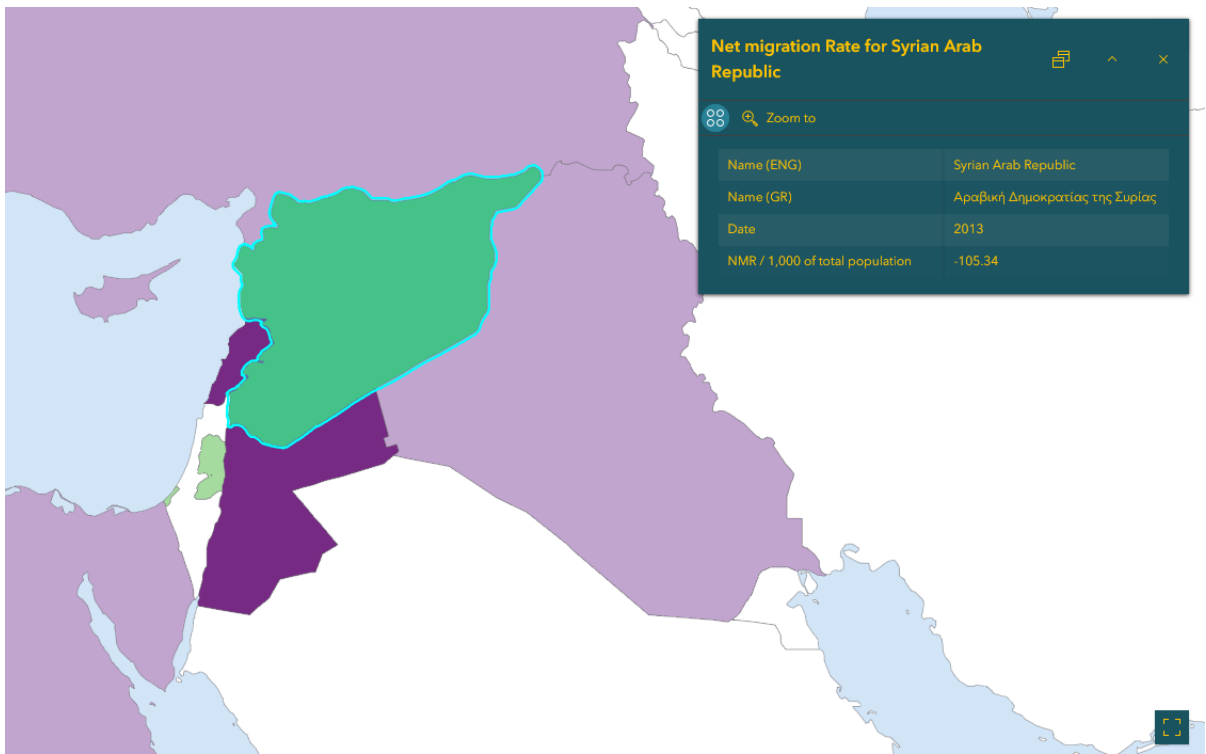 Net migration Rate for Syrian Arab
Republic
Zoom to
Name (ENG) Syrian Arab Republic
Name (GR) Αραβική Δημοκρατίας της Συρίας
Date 2013
NMR / 1,000 of total population -105.34